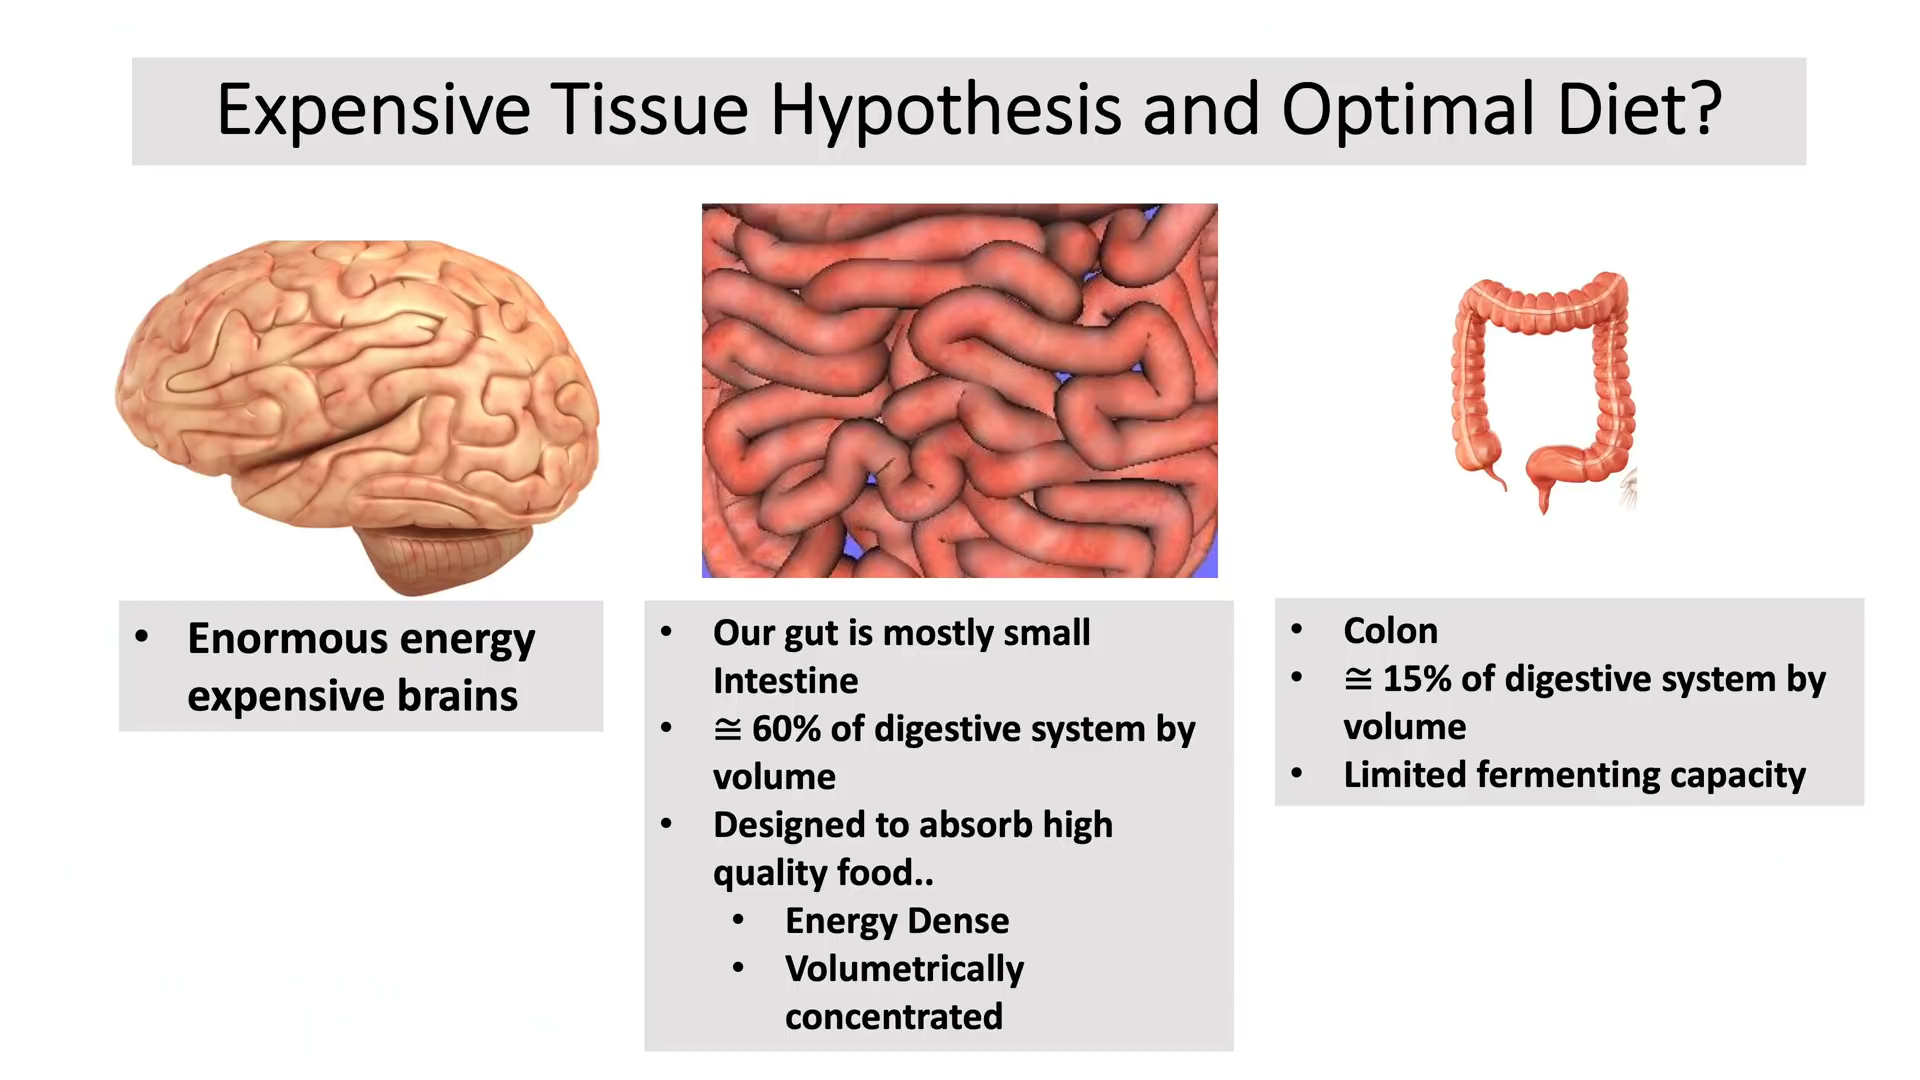 Expensive Tissue Hypothesis and Optimal Diet?
• Enormous energy
expensive brains
• Our gut is mostly small
Intestine
• ≅ 60% of digestive system by
volume
• Designed to absorb high
quality food..
• Energy Dense
• Volumetrically
concentrated
• Colon
• ≅ 15% of digestive system by
volume
• Limited fermenting capacity